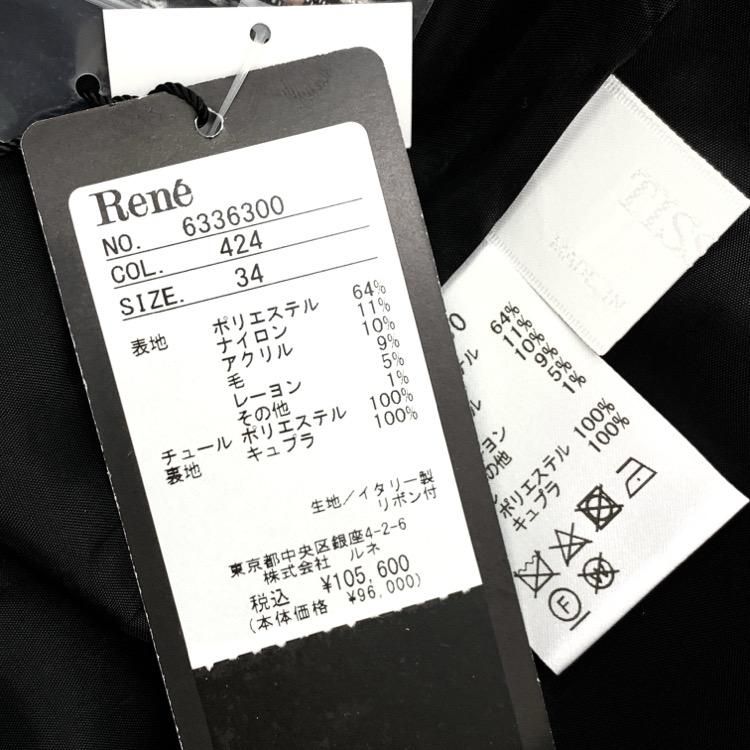 René
NO. 6336300
COL. 424
SIZE. 34
表地 ポリエステル 64%
ナイロン 11%
アクリル 10%
毛 9%
レーヨン 5%
その他 1%
チュール ポリエステル 100%
裏地 キュプラ 100%
生地/イタリー製
リボン付
東京都中央区銀座4-2-6
株式会社 ルネ
税込 ¥105,600
(本体価格 ¥96,000)
MADE IN
0
ル 64%
11%
ル 10%
9%
ン 5%
の他 1%
ポリエステル 100%
キュプラ 100%
F